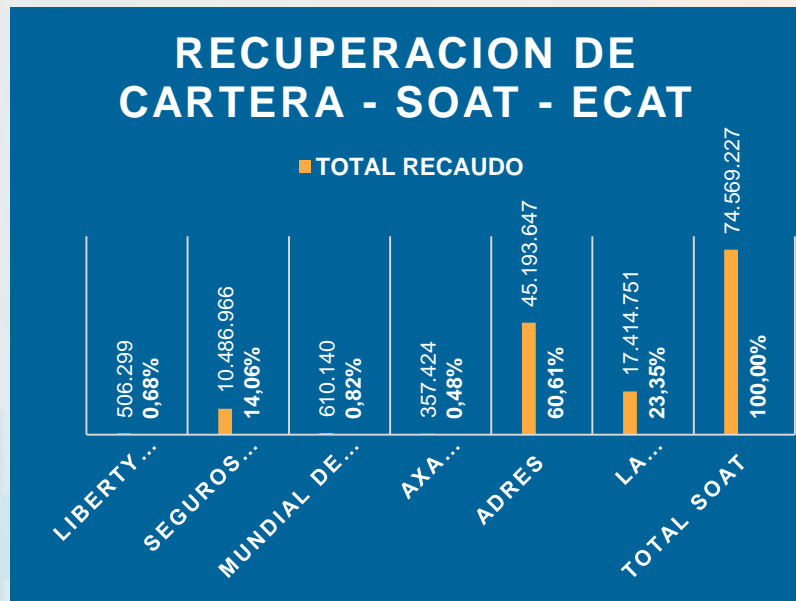 RECUPERACION DE
CARTERA - SOAT - ECAT
TOTAL RECAUDO
506.299
0,68%
10.486.966
14,06%
610.140
0,82%
357.424
0,48%
45.193.647
60,61%
17.414.751
23,35%
74.569.227
100,00%
LIBERTY...
SEGUROS...
MUNDIAL DE...
AXA...
ADRES
LA...
TOTAL SOAT